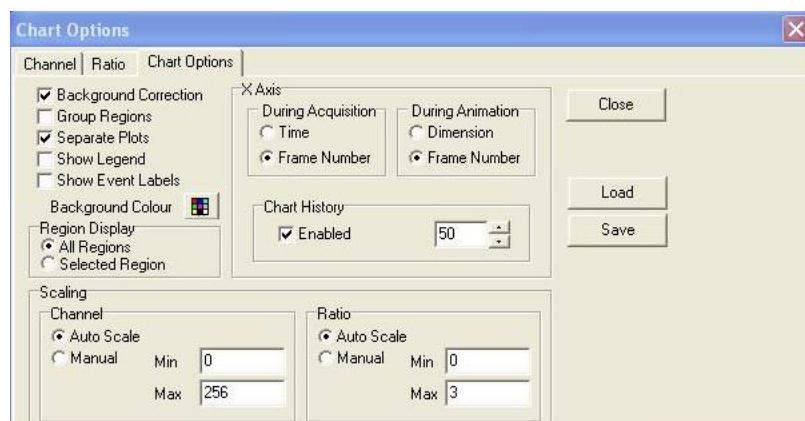 Chart Options
Channel Ratio Chart Options
Background Correction
Group Regions
Separate Plots
Show Legend
Show Event Labels
Background Colour
Region Display
All Regions
Selected Region
X Axis
During Acquisition
Time
Frame Number
During Animation
Dimension
Frame Number
Chart History
Enabled 50
Close
Load
Save
Scaling
Channel
Auto Scale
Manual Min 0
Max 256
Ratio
Auto Scale
Manual Min 0
Max 3